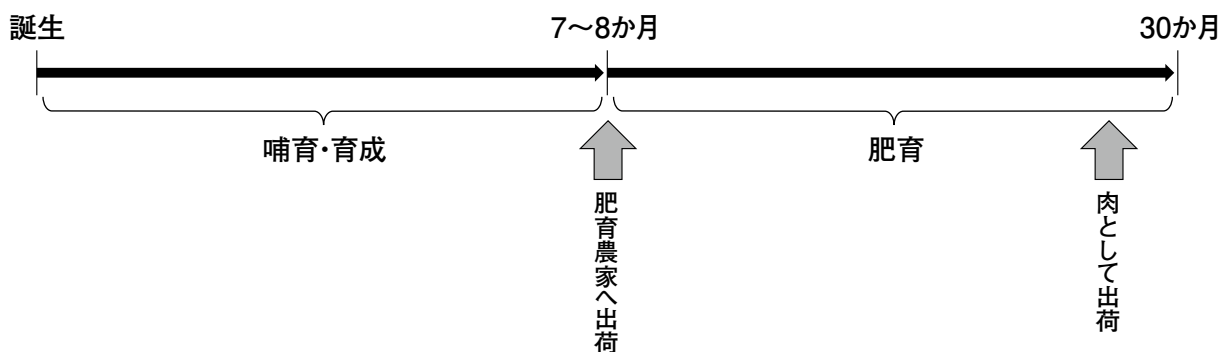 誕生
7〜8か月
30か月
哺育・育成
肥育
肥育農家へ出荷
肉として出荷